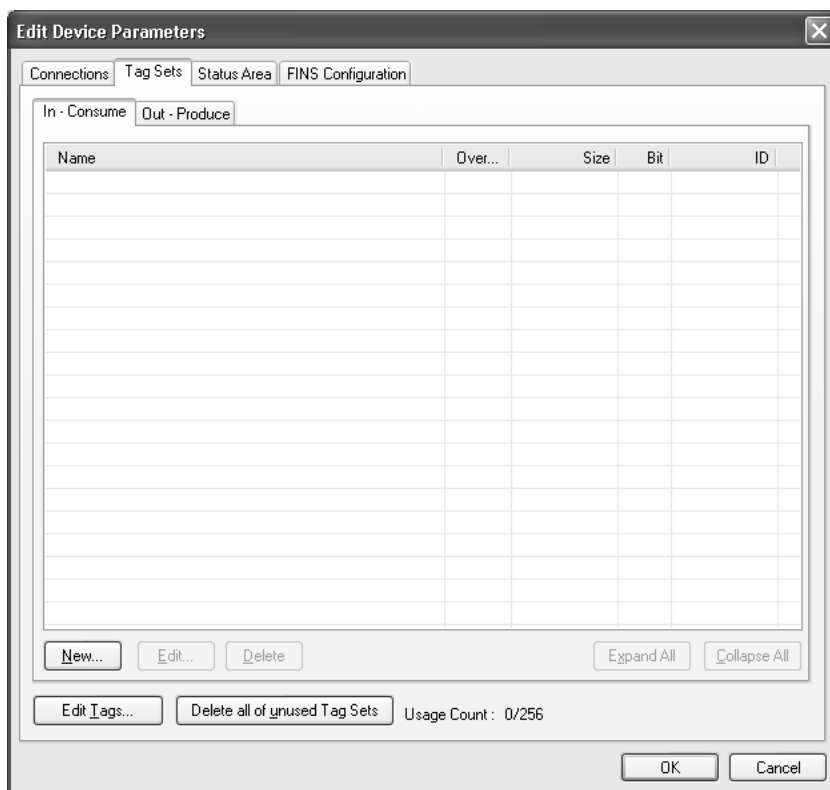 Edit Device Parameters
Connections Tag Sets Status Area FINS Configuration
In - Consume Out - Produce
Name Over... Size Bit ID
New... Edit... Delete Expand All Collapse All
Edit Tags... Delete all of unused Tag Sets Usage Count : 0/256
OK Cancel